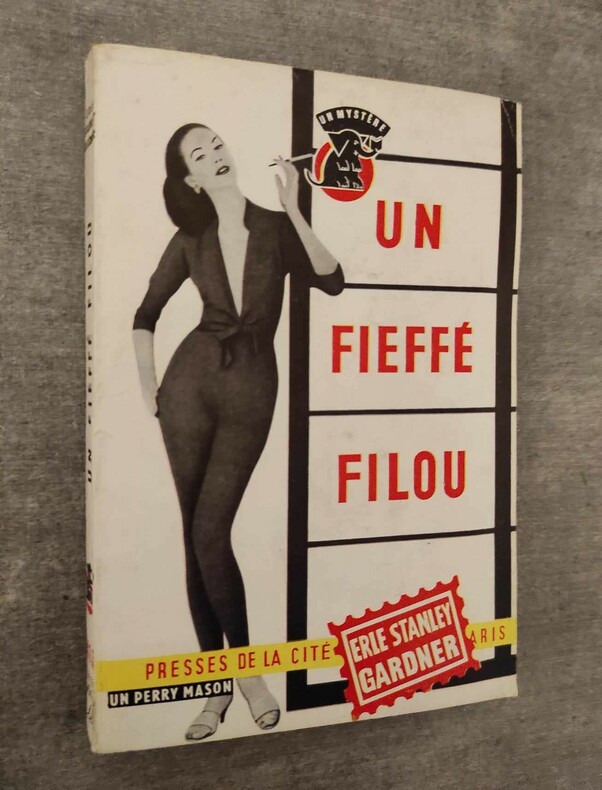 UN MYSTÈRE
UN
FIEFFÉ
FILOU
PRESSES DE LA CITÉ
ARIS
ERLE STANLEY
GARDNER
UN PERRY MASON
UN FIEFFÉ FILOU